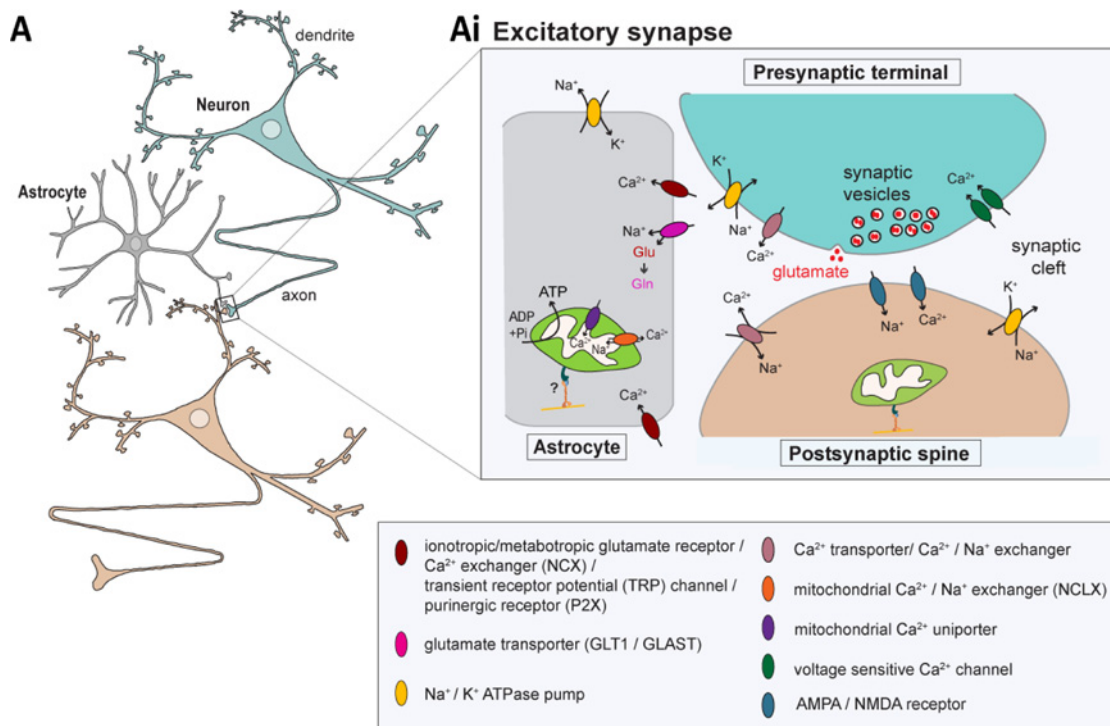 A
dendrite
Neuron
Astrocyte
axon
Ai Excitatory synapse
Presynaptic terminal
Na⁺
K⁺
Ca²⁺
K⁺
Na⁺
Ca²⁺
synaptic
vesicles
Ca²⁺
Na⁺
Glu
Gln
glutamate
synaptic
cleft
ATP
ADP
+Pi
Ca²⁺
Na⁺
Ca²⁺
?
Ca²⁺
Ca²⁺
Na⁺
Na⁺
Ca²⁺
K⁺
Na⁺
Astrocyte
Postsynaptic spine
ionotropic/metabotropic glutamate receptor /
Ca²⁺ exchanger (NCX) /
transient receptor potential (TRP) channel /
purinergic receptor (P2X)
glutamate transporter (GLT1 / GLAST)
Na⁺ / K⁺ ATPase pump
Ca²⁺ transporter/ Ca²⁺ / Na⁺ exchanger
mitochondrial Ca²⁺ / Na⁺ exchanger (NCLX)
mitochondrial Ca²⁺ uniporter
voltage sensitive Ca²⁺ channel
AMPA / NMDA receptor